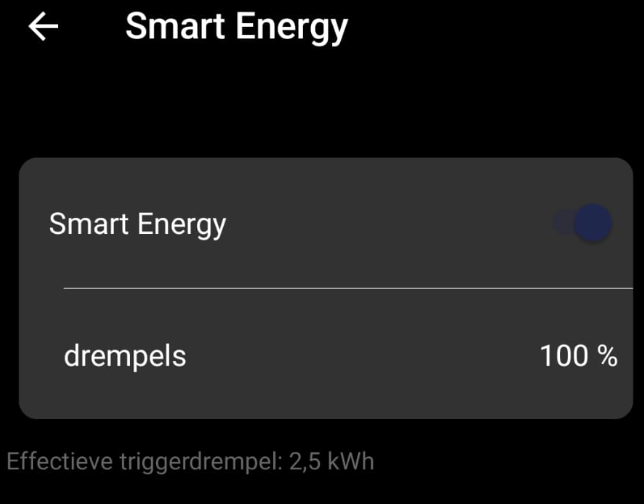 Smart Energy
Smart Energy
drempels 100 %
Effectieve triggerdrempel: 2,5 kWh